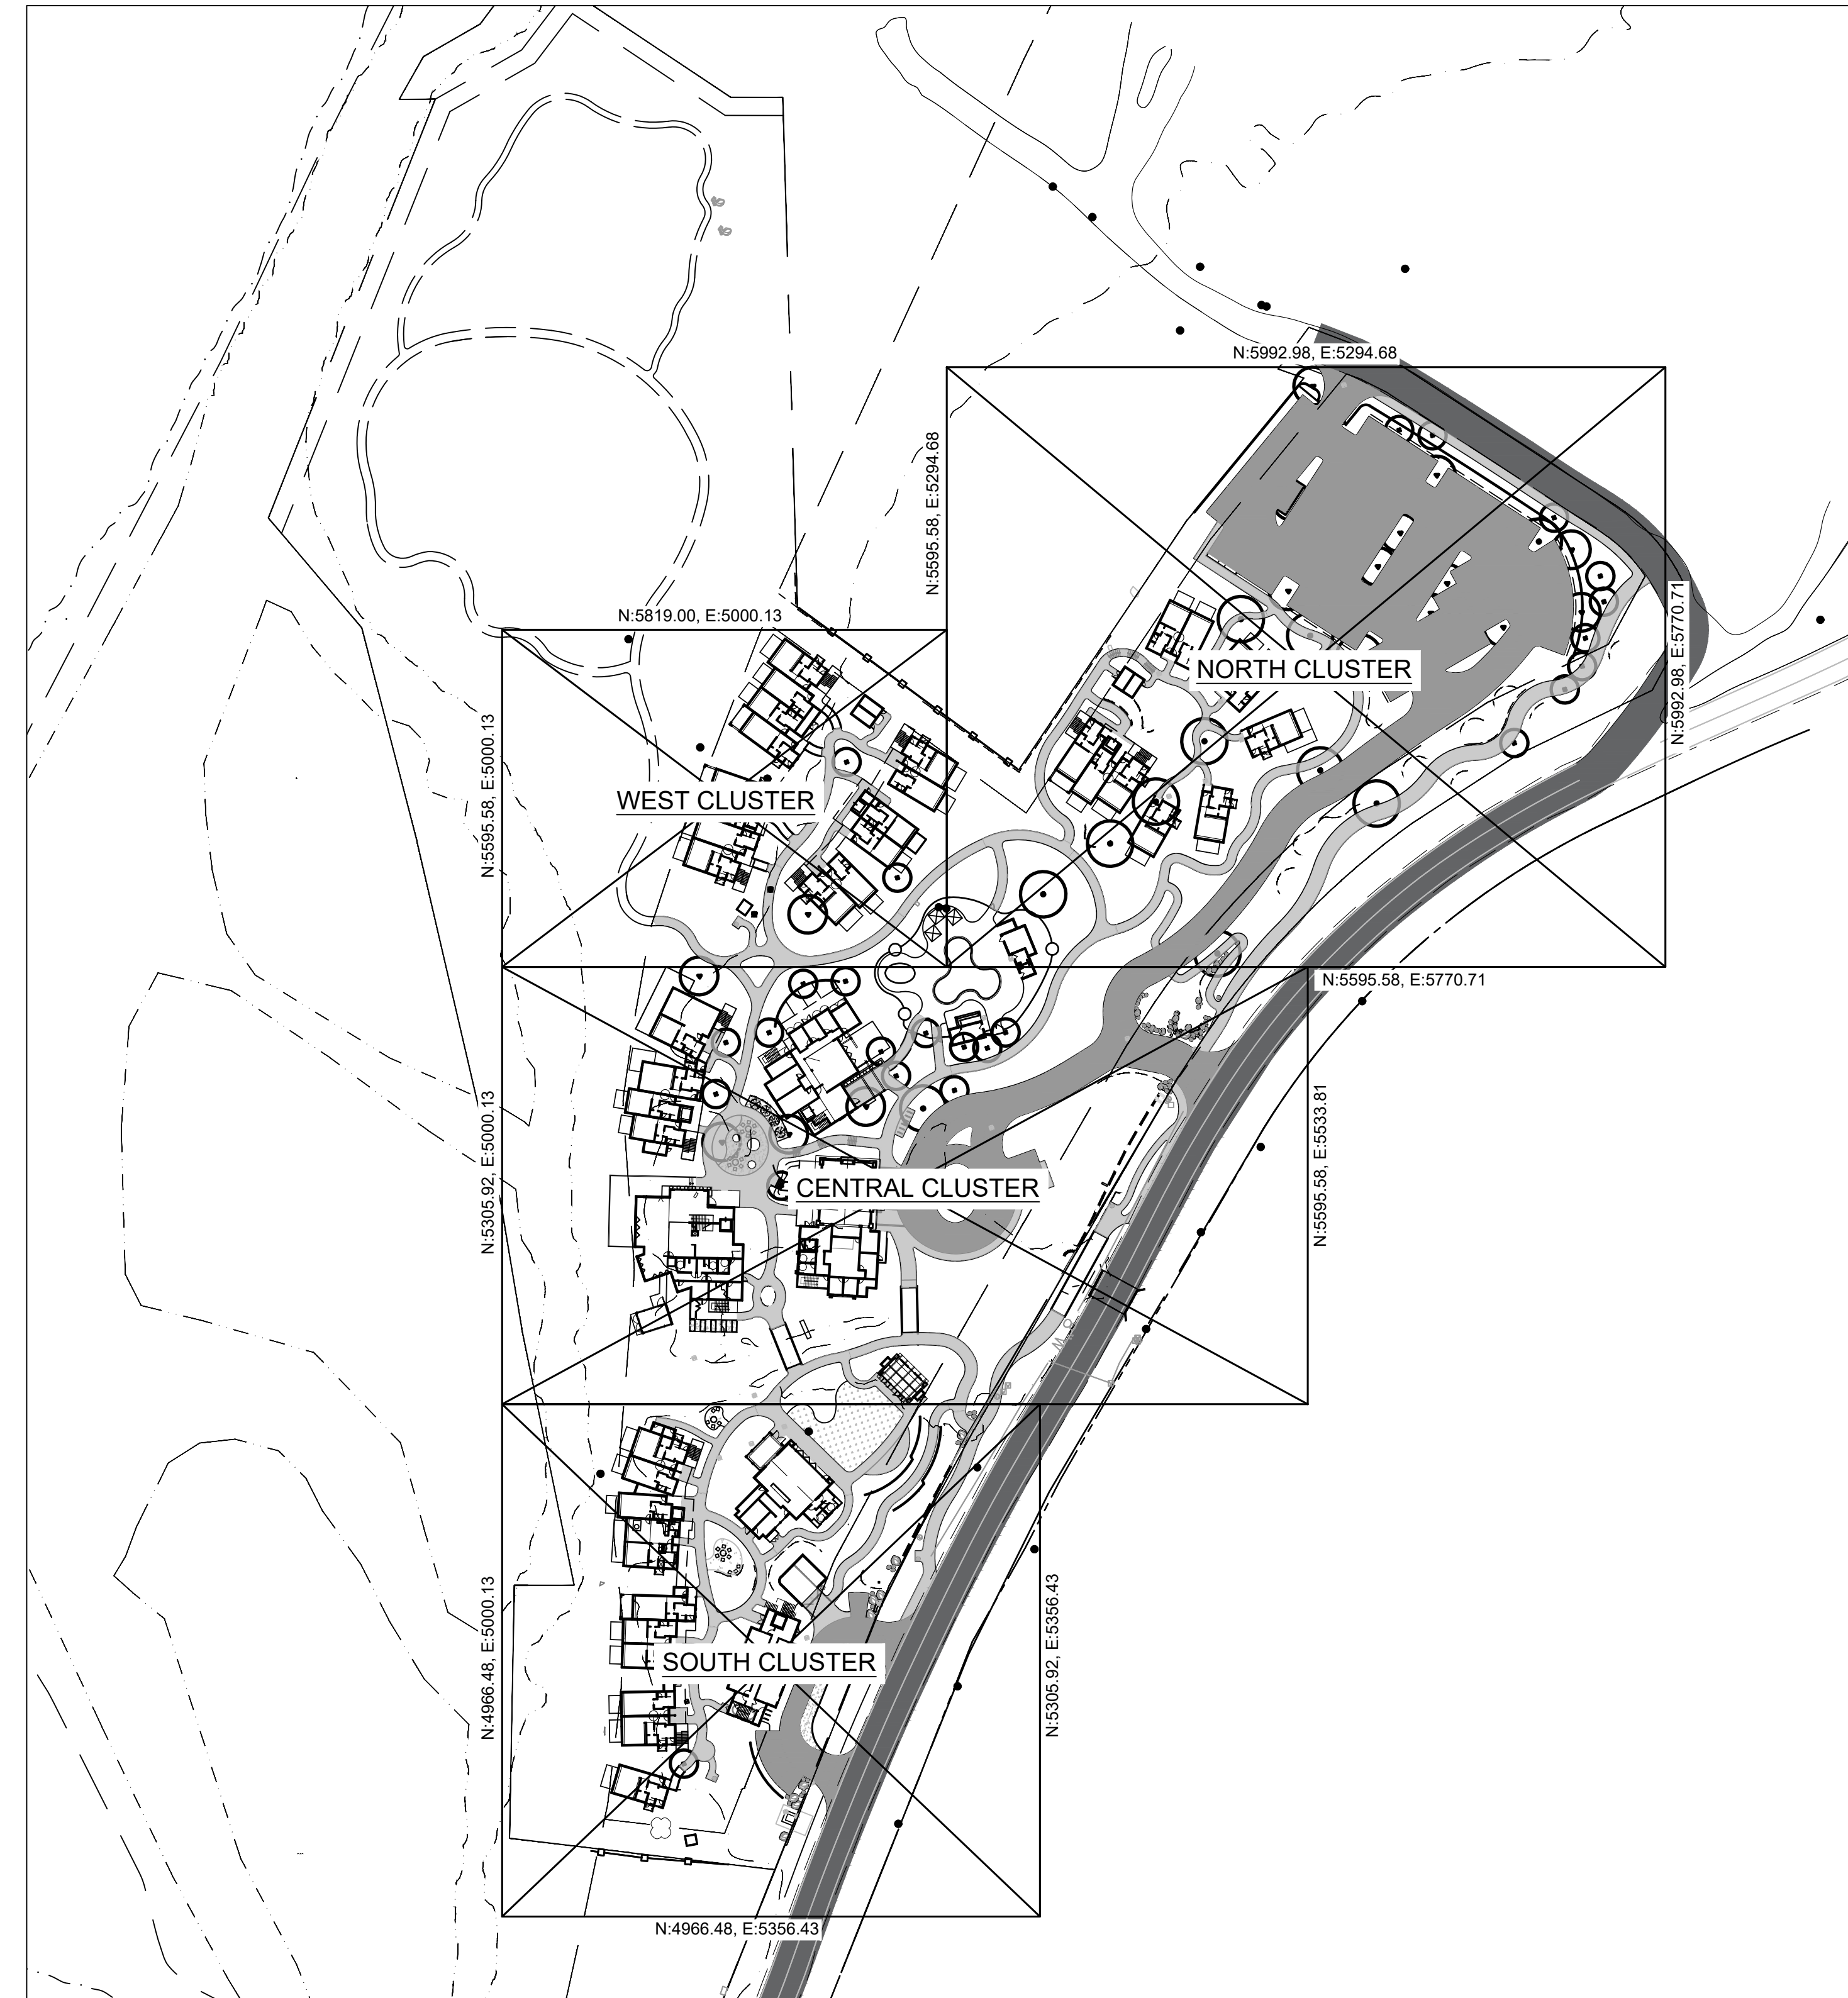 N:5992.98, E:5294.68
N:5595.58, E:5294.68
N:5992.98, E:5770.71
N:5819.00, E:5000.13
NORTH CLUSTER
N:5595.58, E:5000.13
WEST CLUSTER
N:5595.58, E:5770.71
N:5305.92, E:5000.13
N:5595.58, E:5533.81
CENTRAL CLUSTER
N:4966.48, E:5000.13
N:5305.92, E:5356.43
SOUTH CLUSTER
N:4966.48, E:5356.43